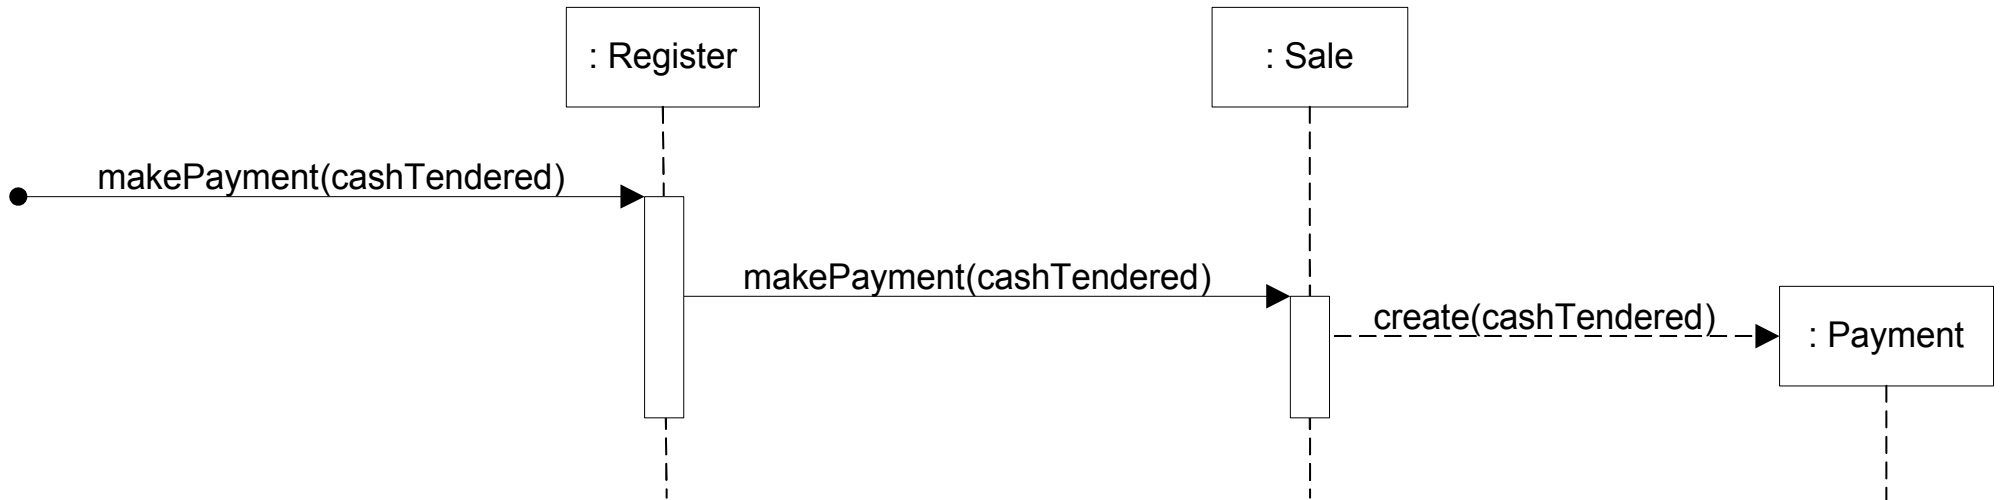 : Register
: Sale
makePayment(cashTendered)
makePayment(cashTendered)
create(cashTendered)
: Payment